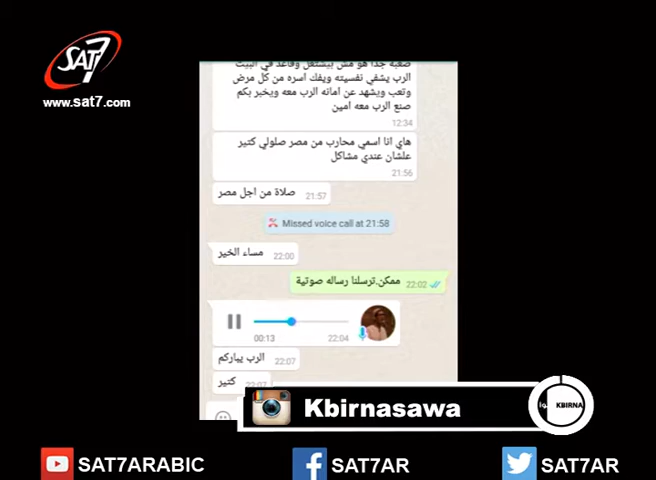 SAT7
www.sat7.com
صعبة جدا هو مش بيشتغل وقاعد في البيت
الرب يشفي نفسيته ويفك اسره من كل مرض
وتعب ويشهد عن امانه الرب معه ويخبر بكم
صنع الرب معه امين
12:34
هاي انا اسمي محارب من مصر صلولي كتير
علشان عندي مشاكل
21:56
صلاة من اجل مصر
21:57
Missed voice call at 21:58
مساء الخير
22:00
ممكن.ترسلنا رساله صوتية
22:02
00:13
22:04
الرب يباركم
22:07
كتير
22:07
Kbirnasawa
KBIRNA
SAT7ARABIC
SAT7AR
SAT7AR